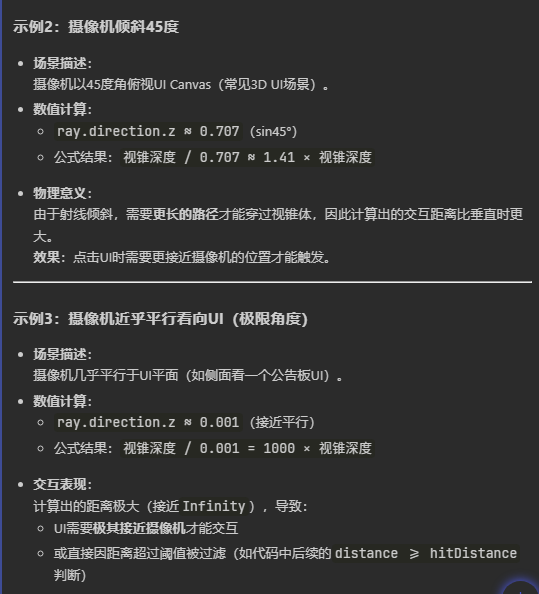 示例2：摄像机倾斜45度
场景描述：
摄像机以45度角俯视UI Canvas（常见3D UI场景）。
数值计算：
ray.direction.z ≈ 0.707（sin45°）
公式结果：视锥深度 / 0.707 ≈ 1.41 × 视锥深度
物理意义：
由于射线倾斜，需要更长的路径才能穿过视锥体，因此计算出的交互距离比垂直时更
大。
效果：点击UI时需要更接近摄像机的位置才能触发。
示例3：摄像机近乎平行看向UI（极限角度）
场景描述：
摄像机几乎平行于UI平面（如侧面看一个公告板UI）。
数值计算：
ray.direction.z ≈ 0.001（接近平行）
公式结果：视锥深度 / 0.001 = 1000 × 视锥深度
交互表现：
计算出的距离极大（接近 Infinity），导致：
UI需要极其接近摄像机才能交互
或直接因距离超过阈值被过滤（如代码中后续的 distance ⩾ hitDistance
判断）